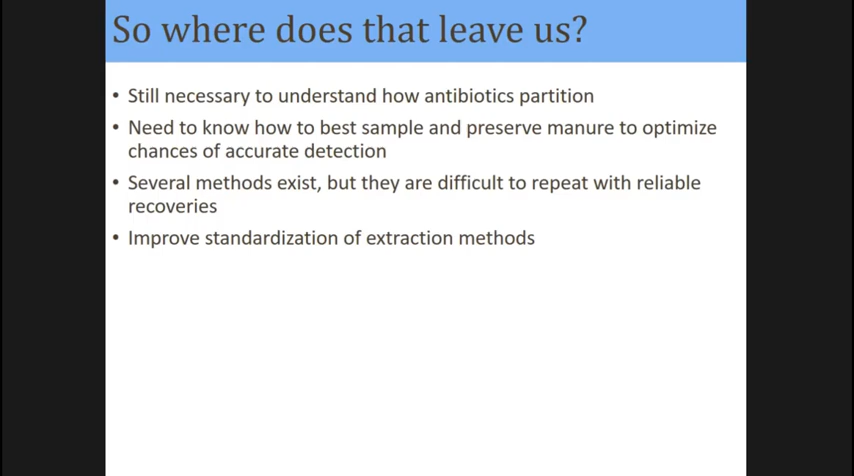 So where does that leave us?
• Still necessary to understand how antibiotics partition
• Need to know how to best sample and preserve manure to optimize
chances of accurate detection
• Several methods exist, but they are difficult to repeat with reliable
recoveries
• Improve standardization of extraction methods